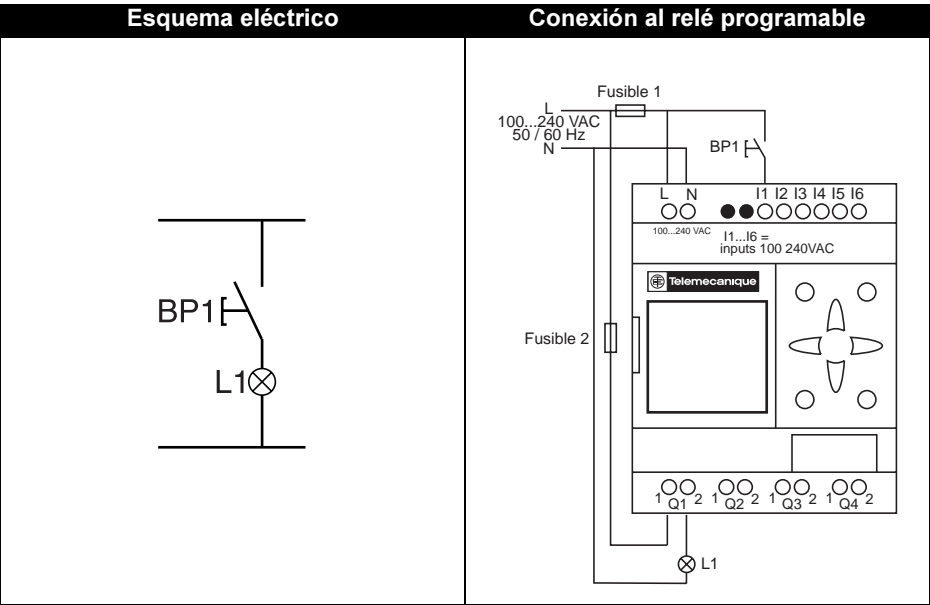 Esquema eléctrico
Conexión al relé programable
BP1
L1
Fusible 1
L
100...240 VAC
50 / 60 Hz
N
BP1
L N I1 I2 I3 I4 I5 I6
100...240 VAC
I1...I6 =
inputs 100 240VAC
Telemecanique
Fusible 2
1 Q1 2 1 Q2 2 1 Q3 2 1 Q4 2
L1